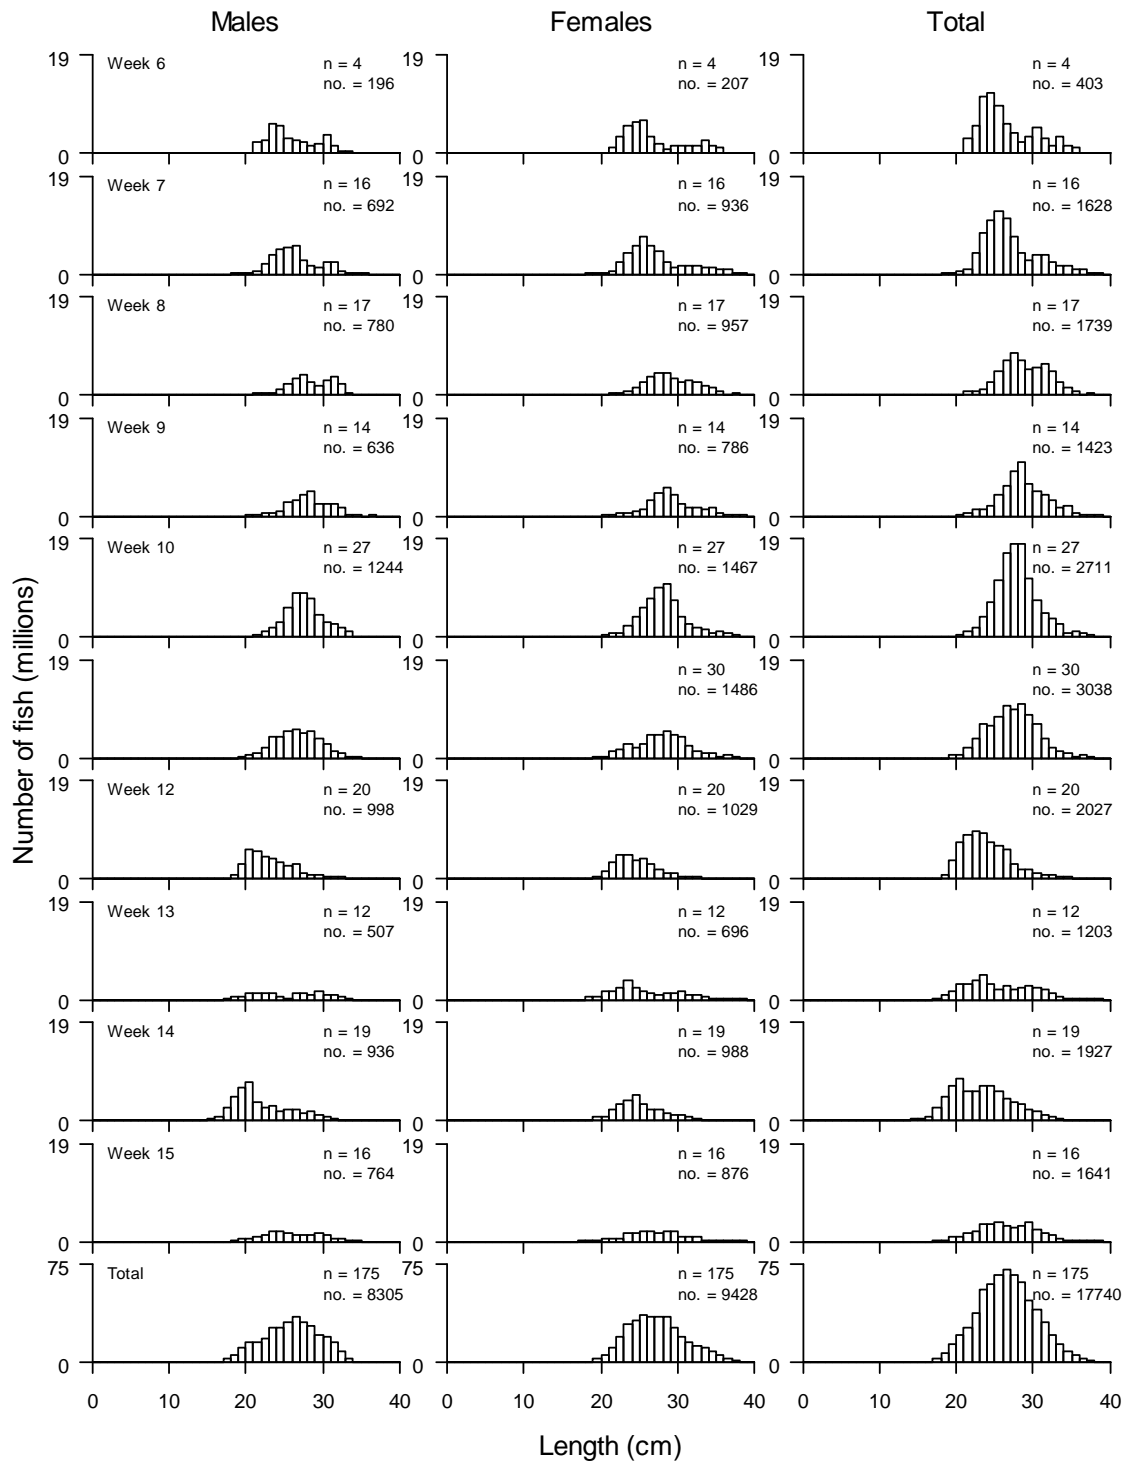 Males Females Total
19 Week 6 n = 4 19 n = 4 19 n = 4
no. = 196 no. = 207 no. = 403
0 0 0
19 Week 7 n = 16 19 n = 16 19 n = 16
no. = 692 no. = 936 no. = 1628
0 0 0
19 Week 8 n = 17 19 n = 17 19 n = 17
no. = 780 no. = 957 no. = 1739
0 0 0
19 Week 9 n = 14 19 n = 14 19 n = 14
no. = 636 no. = 786 no. = 1423
0 0 0
19 Week 10 n = 27 19 n = 27 19 n = 27
no. = 1244 no. = 1467 no. = 2711
0 0 0
19 19 n = 30 19 n = 30
no. = 1486 no. = 3038
0 0 0
19 Week 12 n = 20 19 n = 20 19 n = 20
no. = 998 no. = 1029 no. = 2027
0 0 0
19 Week 13 n = 12 19 n = 12 19 n = 12
no. = 507 no. = 696 no. = 1203
0 0 0
19 Week 14 n = 19 19 n = 19 19 n = 19
no. = 936 no. = 988 no. = 1927
0 0 0
19 Week 15 n = 16 19 n = 16 19 n = 16
no. = 764 no. = 876 no. = 1641
0 0 0
75 Total n = 175 75 n = 175 75 n = 175
no. = 8305 no. = 9428 no. = 17740
0 0 0
0 10 20 30 40 0 10 20 30 40 0 10 20 30 40
Number of fish (millions)
Length (cm)